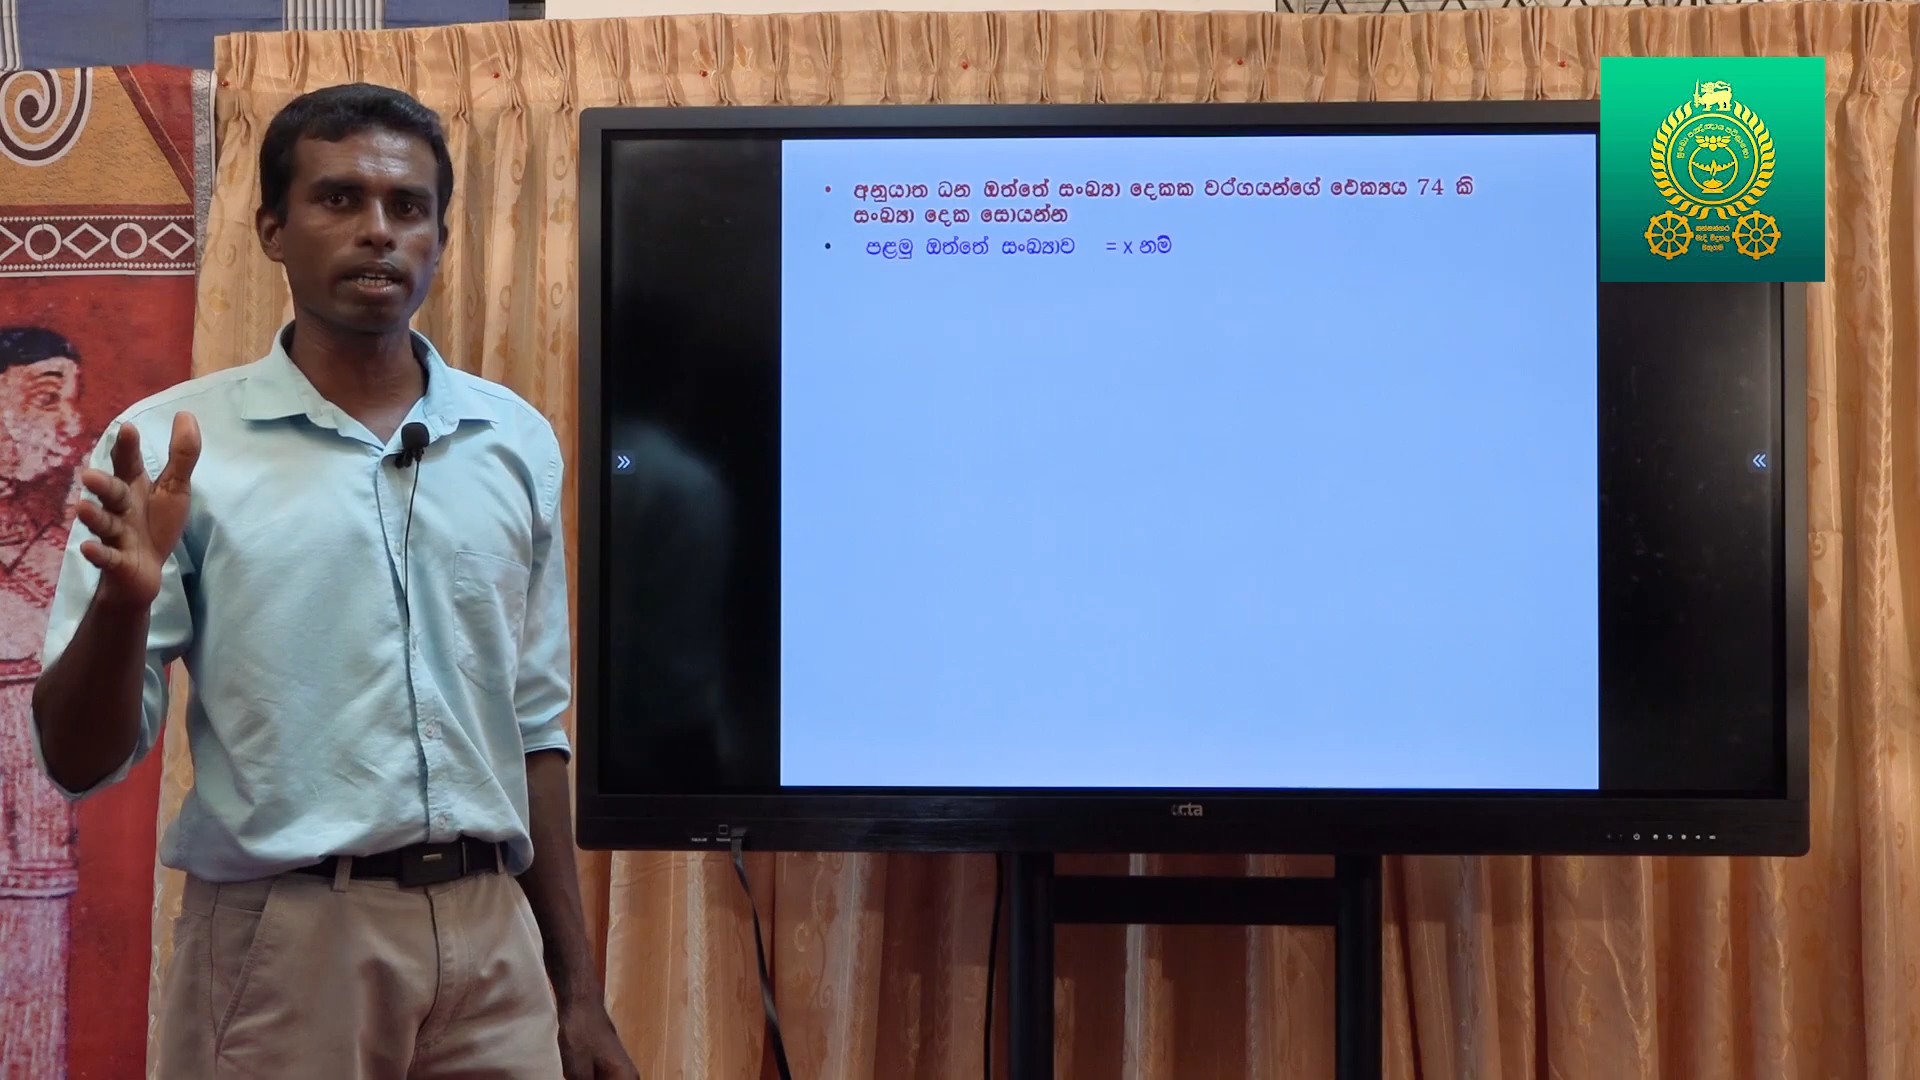 • අනුයාත ධන ඔත්තේ සංඛ්‍යා දෙකක වර්ගයන්ගේ ඓක්‍යය 74 කි
සංඛ්‍යා දෙක සොයන්න
• පළමු ඔත්තේ සංඛ්‍යාව = x නම්